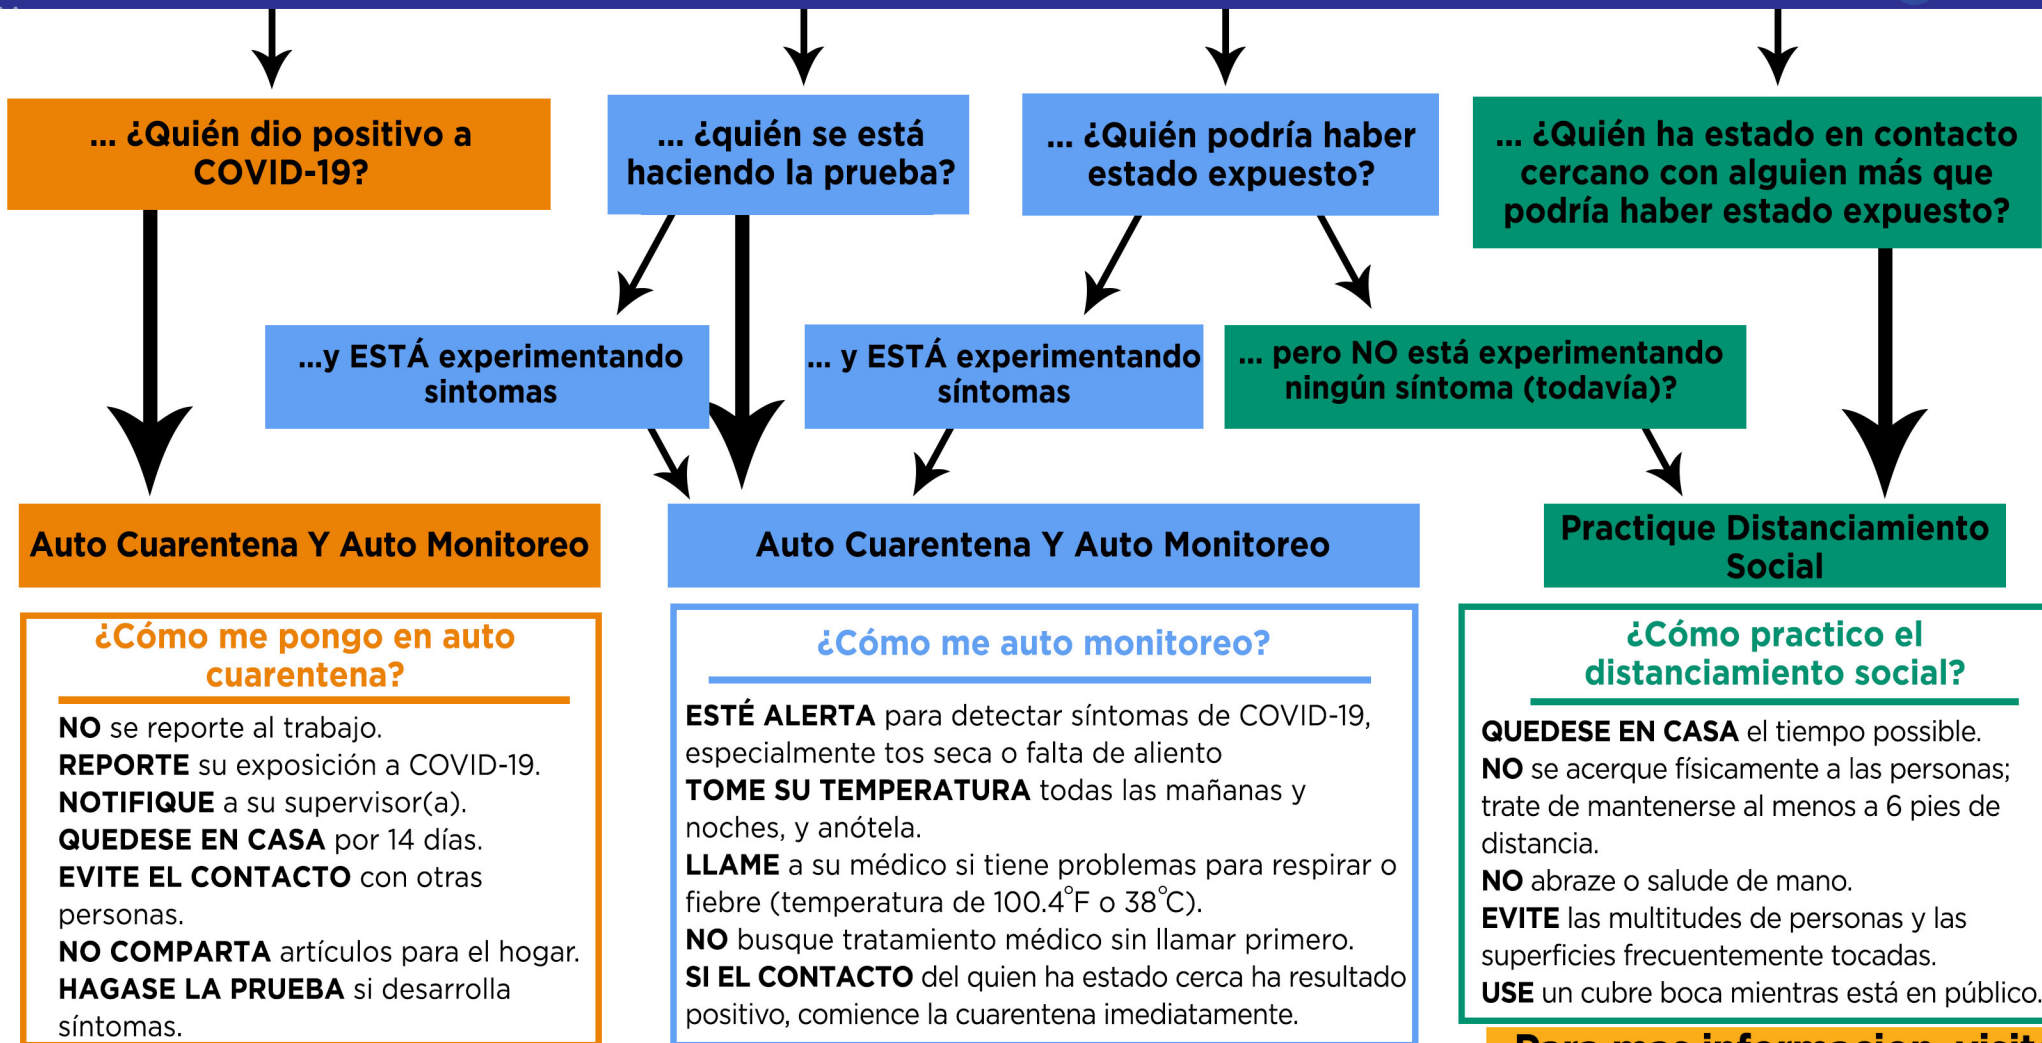 ... ¿Quién dio positivo a
COVID-19?
... ¿quién se está
haciendo la prueba?
... ¿Quién podría haber
estado expuesto?
... ¿Quién ha estado en contacto
cercano con alguien más que
podría haber estado expuesto?
...y ESTÁ experimentando
sintomas
... y ESTÁ experimentando
síntomas
... pero NO está experimentando
ningún síntoma (todavía)?
Auto Cuarentena Y Auto Monitoreo
Auto Cuarentena Y Auto Monitoreo
Practique Distanciamiento
Social
¿Cómo me pongo en auto
cuarentena?
NO se reporte al trabajo.
REPORTE su exposición a COVID-19.
NOTIFIQUE a su supervisor(a).
QUEDESE EN CASA por 14 días.
EVITE EL CONTACTO con otras
personas.
NO COMPARTA artículos para el hogar.
HAGASE LA PRUEBA si desarrolla
síntomas.
¿Cómo me auto monitoreo?
ESTÉ ALERTA para detectar síntomas de COVID-19,
especialmente tos seca o falta de aliento
TOME SU TEMPERATURA todas las mañanas y
noches, y anótela.
LLAME a su médico si tiene problemas para respirar o
fiebre (temperatura de 100.4°F o 38°C).
NO busque tratamiento médico sin llamar primero.
SI EL CONTACTO del quien ha estado cerca ha resultado
positivo, comience la cuarentena imediatamente.
¿Cómo practico el
distanciamiento social?
QUEDESE EN CASA el tiempo possible.
NO se acerque físicamente a las personas;
trate de mantenerse al menos a 6 pies de
distancia.
NO abraze o salude de mano.
EVITE las multitudes de personas y las
superficies frecuentemente tocadas.
USE un cubre boca mientras está en público.
Para mas informacion, visit